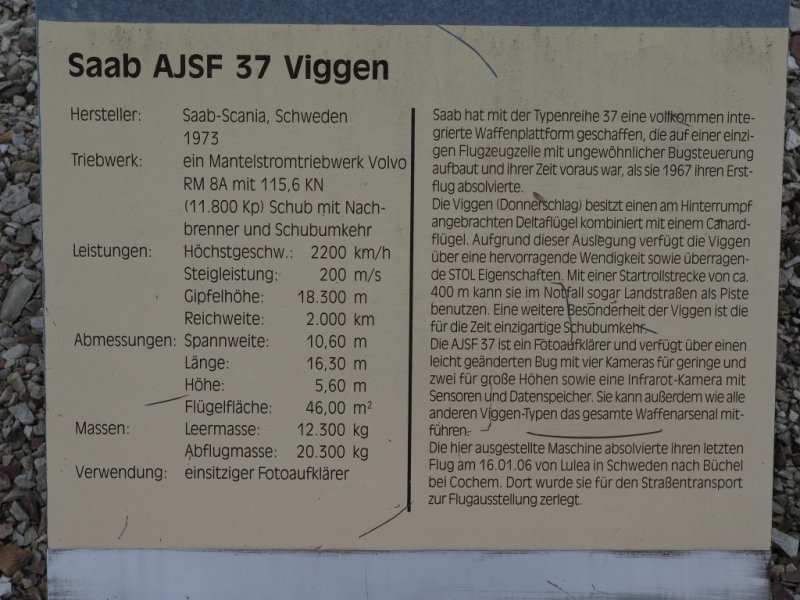 Saab AJSF 37 Viggen
Hersteller: Saab-Scania, Schweden
1973
Triebwerk: ein Mantelstromtriebwerk Volvo
RM 8A mit 115,6 KN
(11.800 Kp) Schub mit Nach-
brenner und Schubumkehr
Leistungen: Höchstgeschw.: 2200 km/h
Steigleistung: 200 m/s
Gipfelhöhe: 18.300 m
Reichweite: 2.000 km
Abmessungen: Spannweite: 10,60 m
Länge: 16,30 m
Höhe: 5,60 m
Flügelfläche: 46,00 m²
Massen: Leermasse: 12.300 kg
Abflugmasse: 20.300 kg
Verwendung: einsitziger Fotoaufklärer
Saab hat mit der Typenreihe 37 eine vollkommen inte-
grierte Waffenplattform geschaffen, die auf einer einzi-
gen Flugzeugzelle mit ungewöhnlicher Bugsteuerung
aufbaut und ihrer Zeit voraus war, als sie 1967 ihren Erst-
flug absolvierte.
Die Viggen (Donnerschlag) besitzt einen am Hinterrumpf
angebrachten Deltaflügel kombiniert mit einem Canard-
flügel. Aufgrund dieser Auslegung verfügt die Viggen
über eine hervorragende Wendigkeit sowie überragen-
de STOL Eigenschaften. Mit einer Startrollstrecke von ca.
400 m kann sie im Notfall sogar Landstraßen als Piste
benutzen. Eine weitere Besonderheit der Viggen ist die
für die Zeit einzigartige Schubumkehr.
Die AJSF 37 ist ein Fotoaufklärer und verfügt über einen
leicht geänderten Bug mit vier Kameras für geringe und
zwei für große Höhen sowie eine Infrarot-Kamera mit
Sensoren und Datenspeicher. Sie kann außerdem wie alle
anderen Viggen-Typen das gesamte Waffenarsenal mit-
führen.
Die hier ausgestellte Maschine absolvierte ihren letzten
Flug am 16.01.06 von Lulea in Schweden nach Büchel
bei Cochem. Dort wurde sie für den Straßentransport
zur Flugausstellung zerlegt.